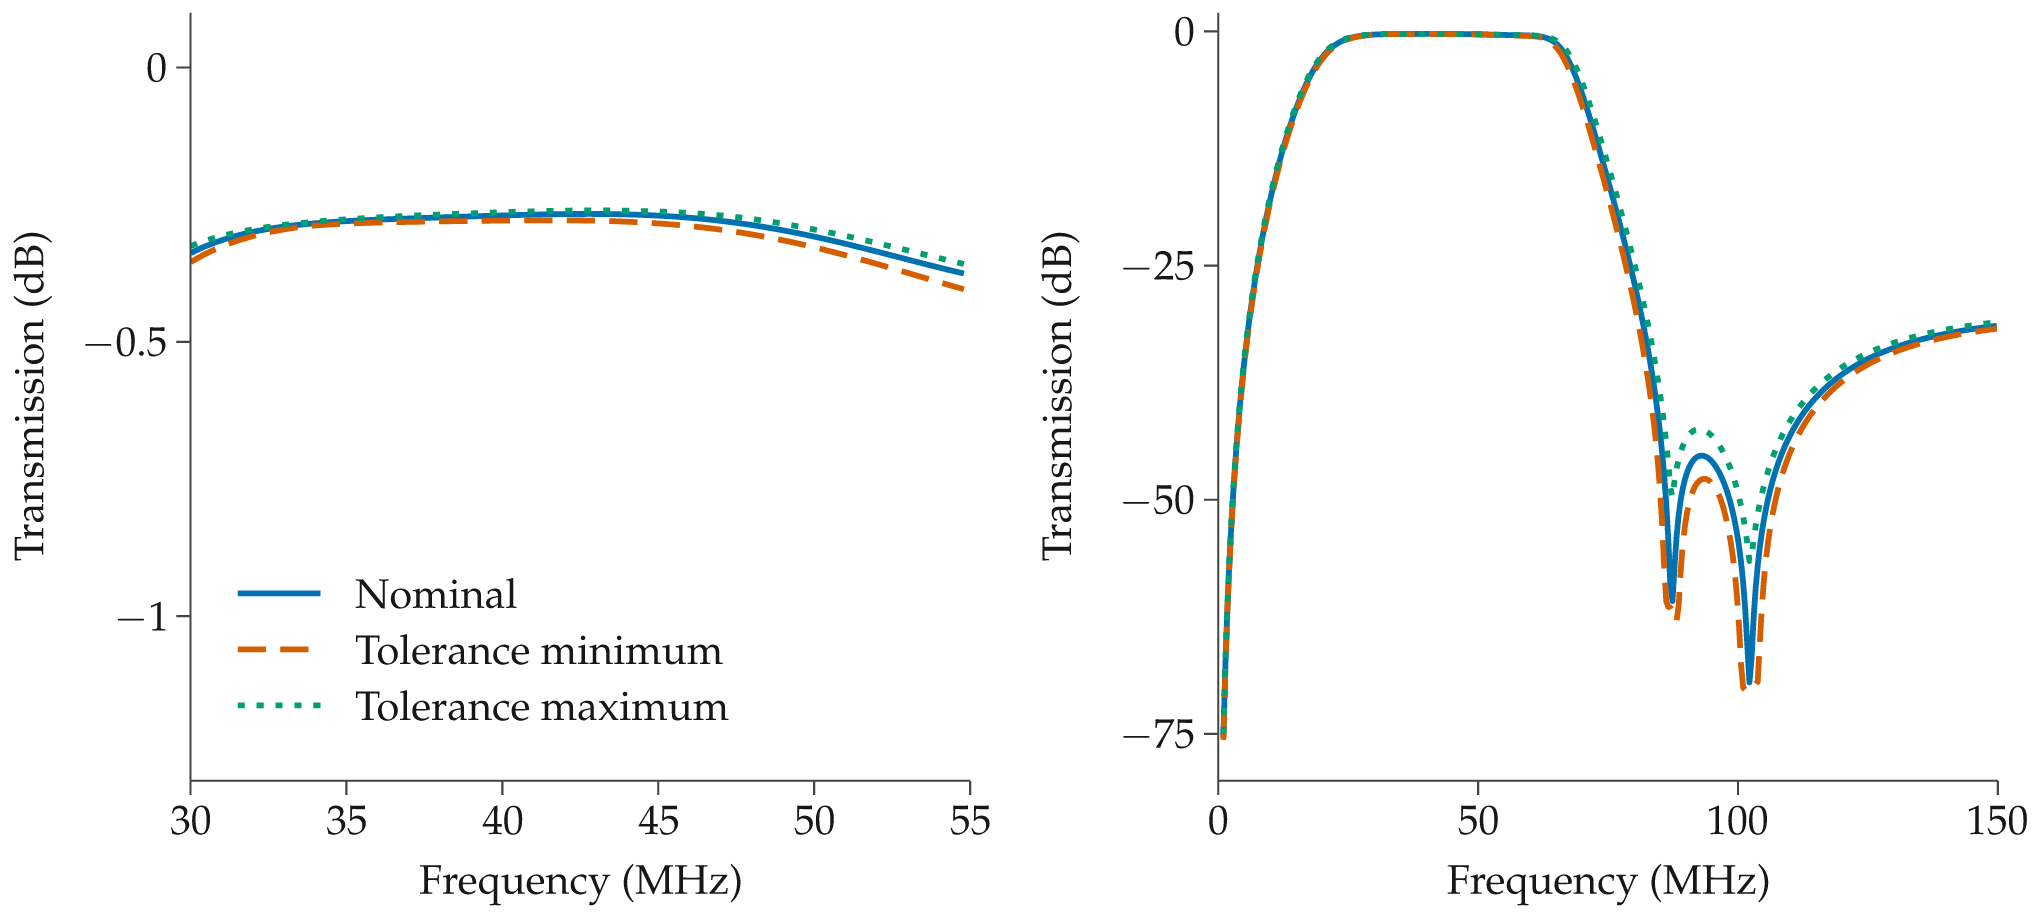 Transmission (dB)
0
−0.5
−1
Nominal
Tolerance minimum
Tolerance maximum
30 35 40 45 50 55
Frequency (MHz)
Transmission (dB)
0
−25
−50
−75
0 50 100 150
Frequency (MHz)